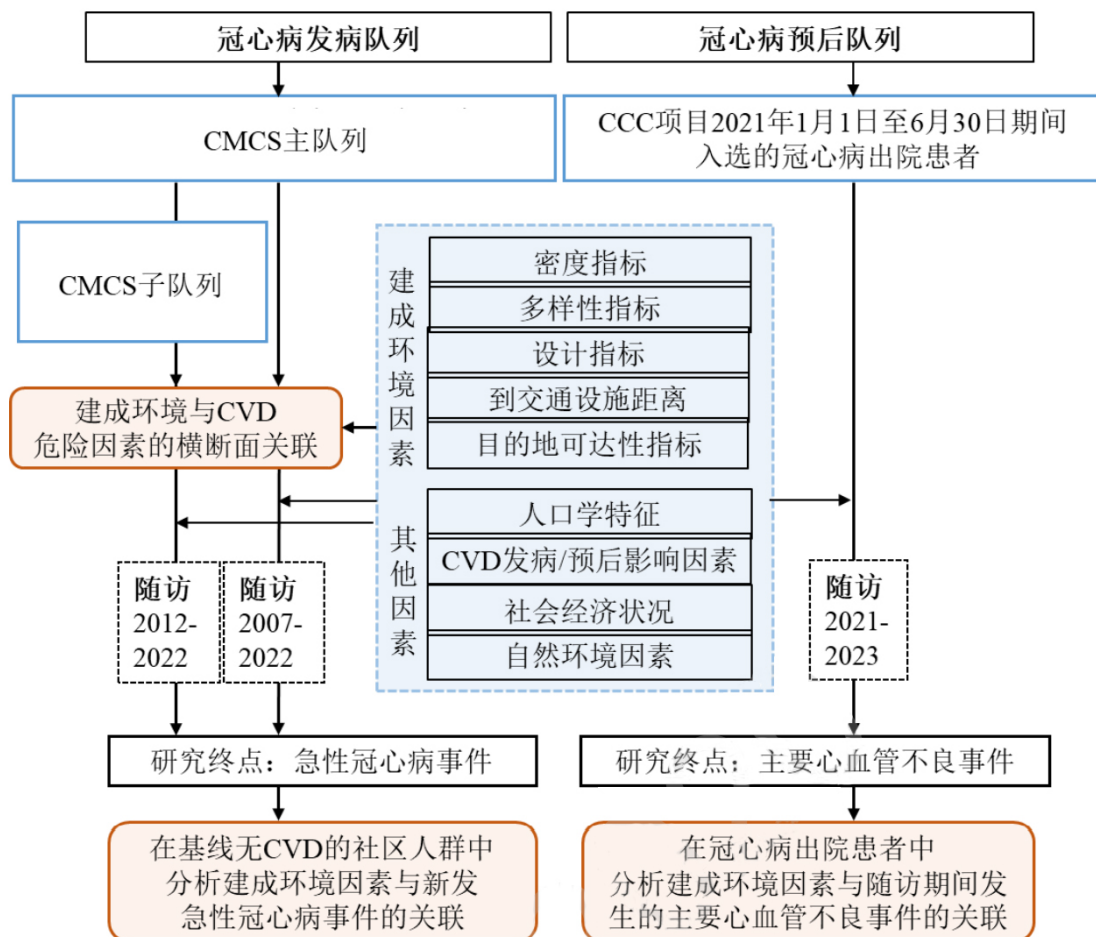 冠心病发病队列
冠心病预后队列
CMCS主队列
CCC项目2021年1月1日至6月30日期间
入选的冠心病出院患者
CMCS子队列
建成环境因素
密度指标
多样性指标
设计指标
到交通设施距离
目的地可达性指标
建成环境与CVD
危险因素的横断面关联
其他因素
人口学特征
CVD发病/预后影响因素
社会经济状况
自然环境因素
随访
2012-
2022
随访
2007-
2022
随访
2021-
2023
研究终点：急性冠心病事件
研究终点：主要心血管不良事件
在基线无CVD的社区人群中
分析建成环境因素与新发
急性冠心病事件的关联
在冠心病出院患者中
分析建成环境因素与随访期间发
生的主要心血管不良事件的关联